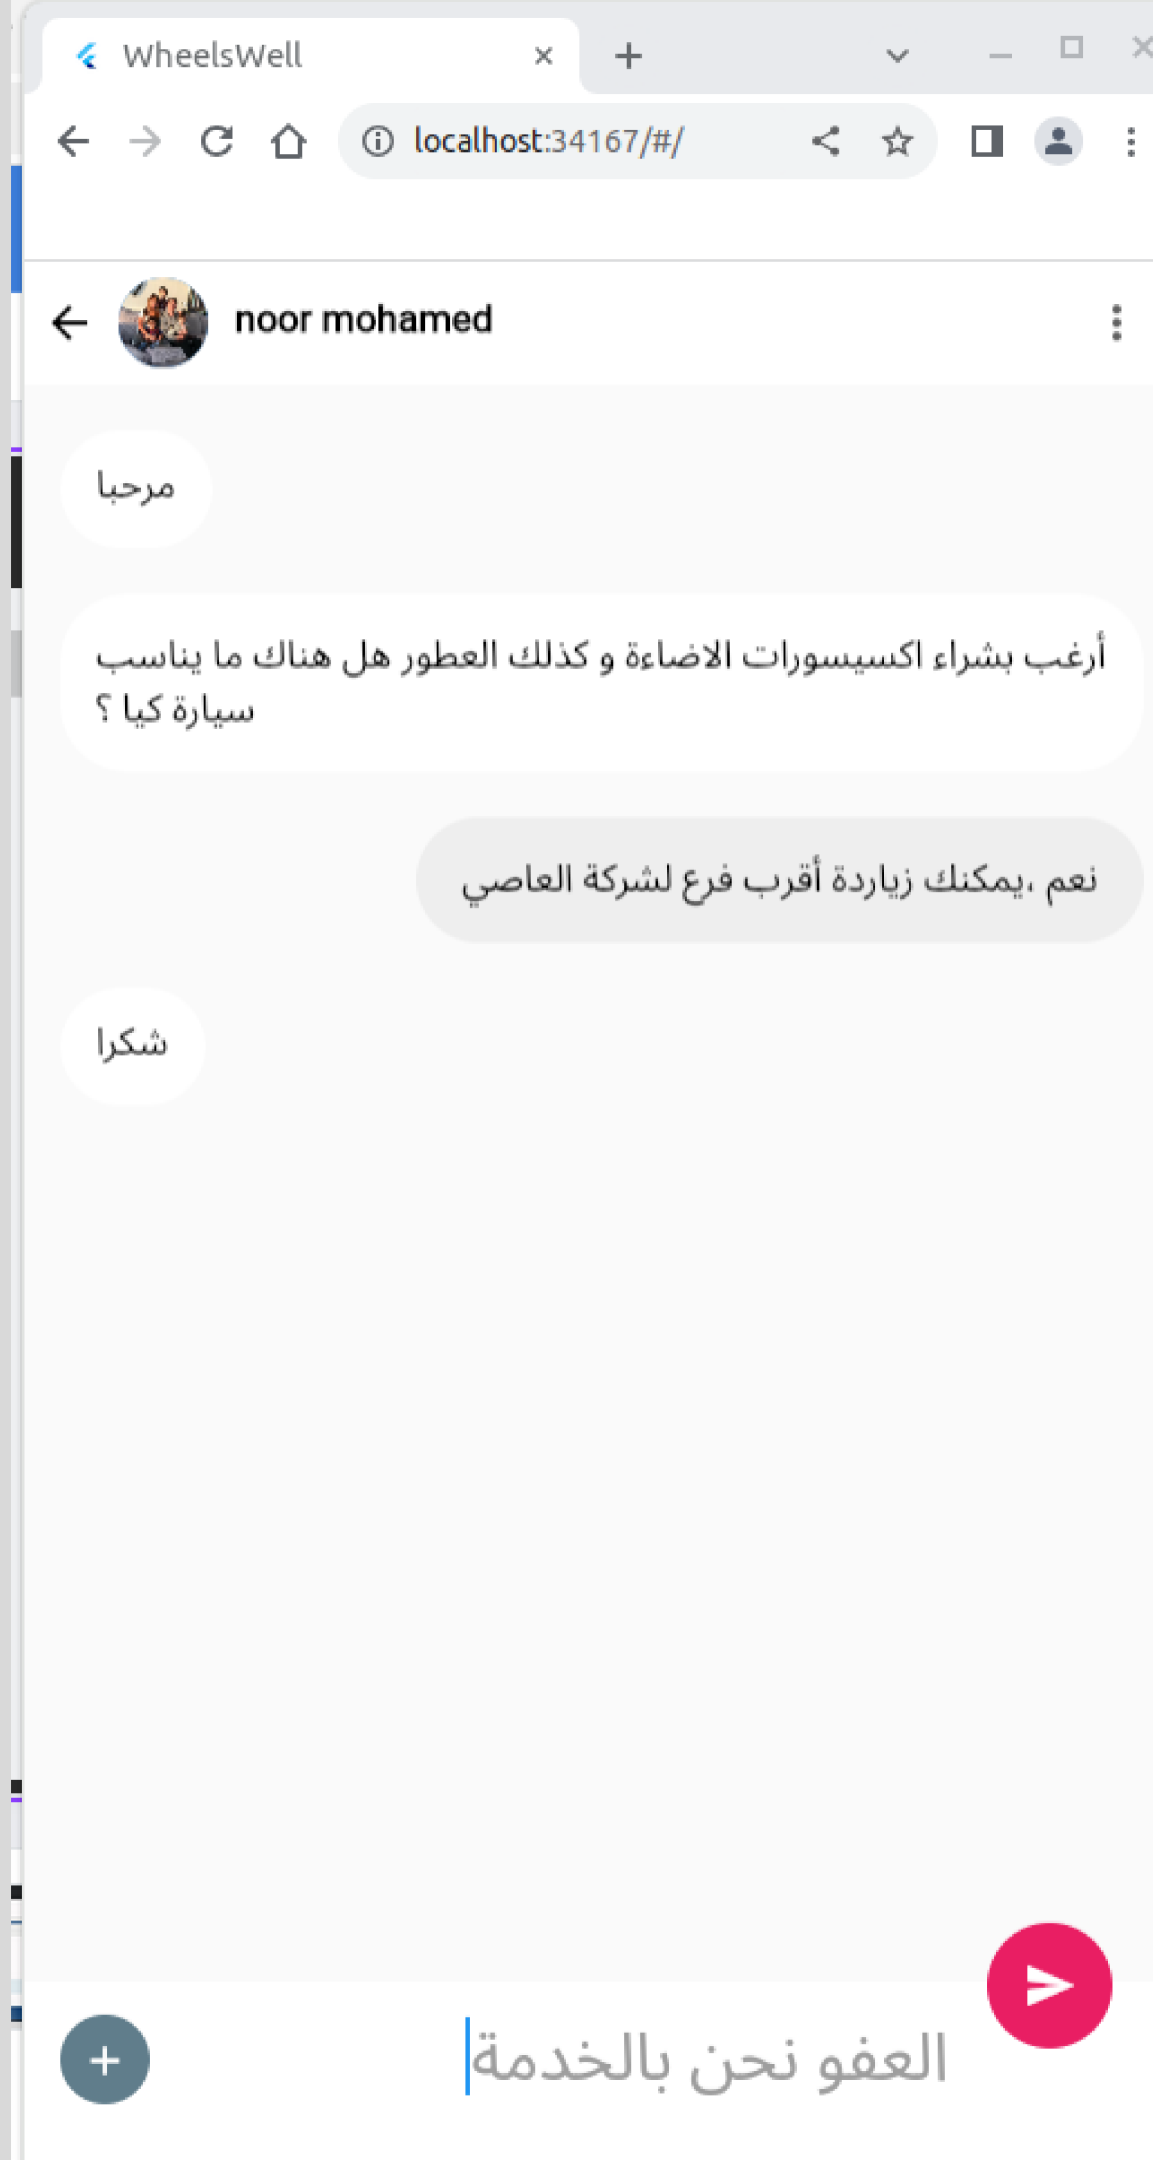 WheelsWell
localhost:34167/#/
noor mohamed
مرحبا
أرغب بشراء اكسيسورات الاضاءة و كذلك العطور هل هناك ما يناسب
سيارة كيا ؟
نعم ،يمكنك زياردة أقرب فرع لشركة العاصي
شكرا
العفو نحن بالخدمة